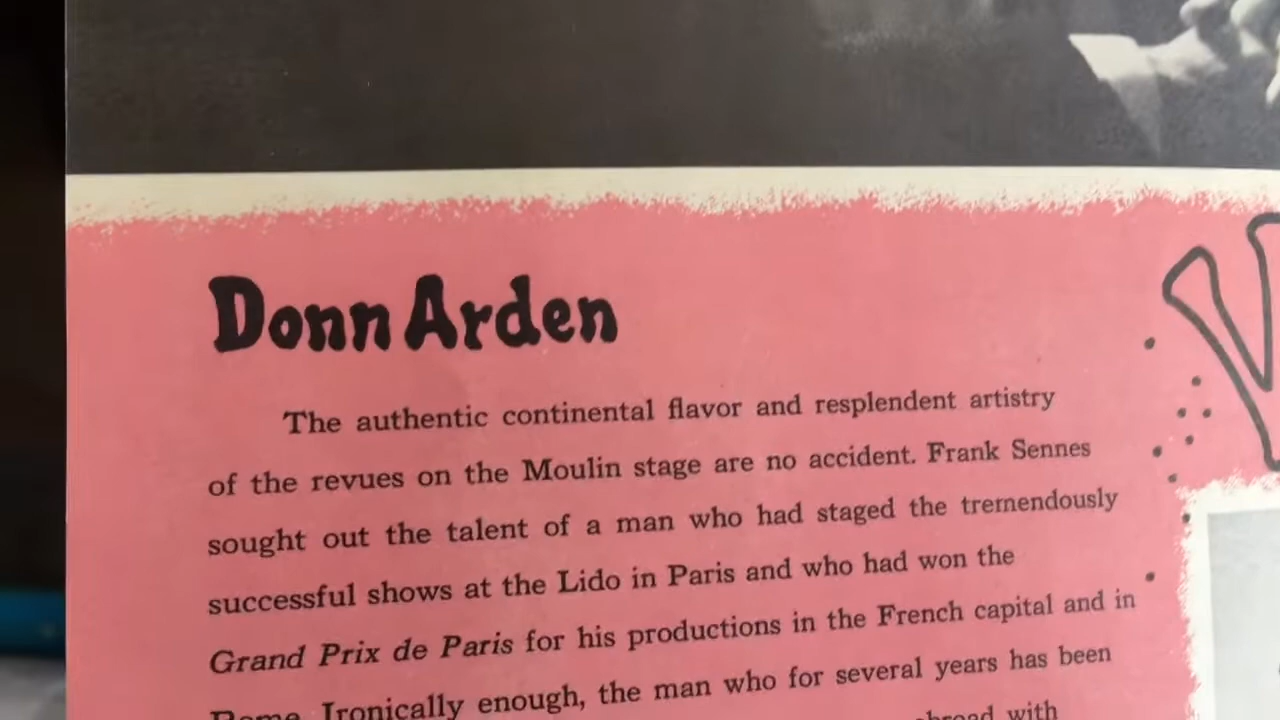 Donn Arden
The authentic continental flavor and resplendent artistry
of the revues on the Moulin stage are no accident. Frank Sennes
sought out the talent of a man who had staged the tremendously
successful shows at the Lido in Paris and who had won the
Grand Prix de Paris for his productions in the French capital and in
Rome. Ironically enough, the man who for several years has been
abroad with